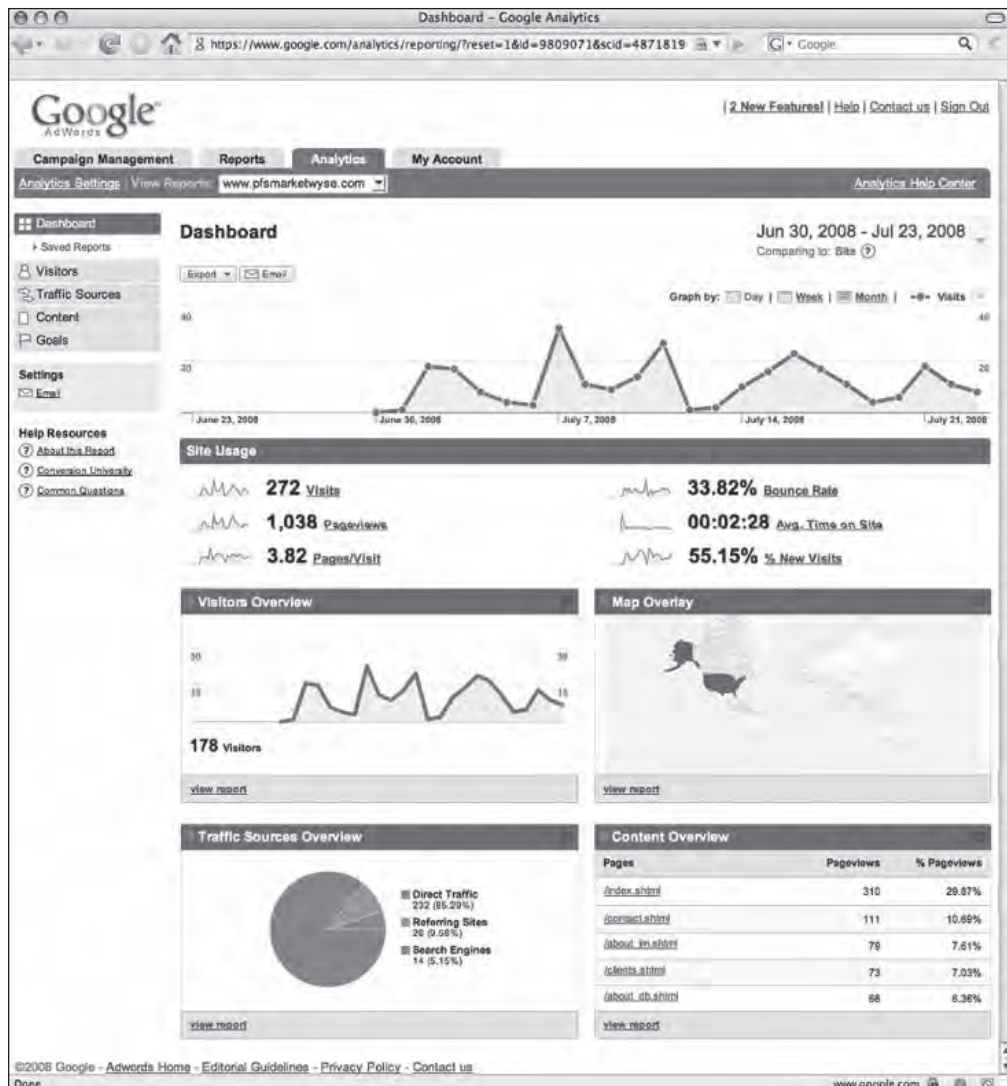 Dashboard – Google Analytics
https://www.google.com/analytics/reporting/?reset=1&id=9809071&scid=4871819
Google
Google
AdWords
| 2 New Features! | Help | Contact us | Sign Out
Campaign Management Reports Analytics My Account
Analytics Settings | View Reports: www.pfsmarketwyse.com
Analytics Help Center
Dashboard
Saved Reports
Visitors
Traffic Sources
Content
Goals
Settings
Email
Help Resources
? About this Report
? Conversion University
? Common Questions
Dashboard
Jun 30, 2008 - Jul 23, 2008
Comparing to: Site ?
Export Email
Graph by: Day | Week | Month | Visits
40 40
20 20
June 23, 2008 June 30, 2008 July 7, 2008 July 14, 2008 July 21, 2008
Site Usage
272 Visits
33.82% Bounce Rate
1,038 Pageviews
00:02:28 Avg. Time on Site
3.82 Pages/Visit
55.15% % New Visits
Visitors Overview
178 Visitors
view report
Map Overlay
view report
Traffic Sources Overview
Direct Traffic
232 (85.29%)
Referring Sites
26 (9.56%)
Search Engines
14 (5.15%)
view report
Content Overview
Pages Pageviews % Pageviews
/index.shtml 310 29.87%
/contact.shtml 111 10.69%
/about_jm.shtml 79 7.61%
/clients.shtml 73 7.03%
/about_db.shtml 66 6.36%
view report
©2008 Google - Adwords Home - Editorial Guidelines - Privacy Policy - Contact us
Done
www.google.com